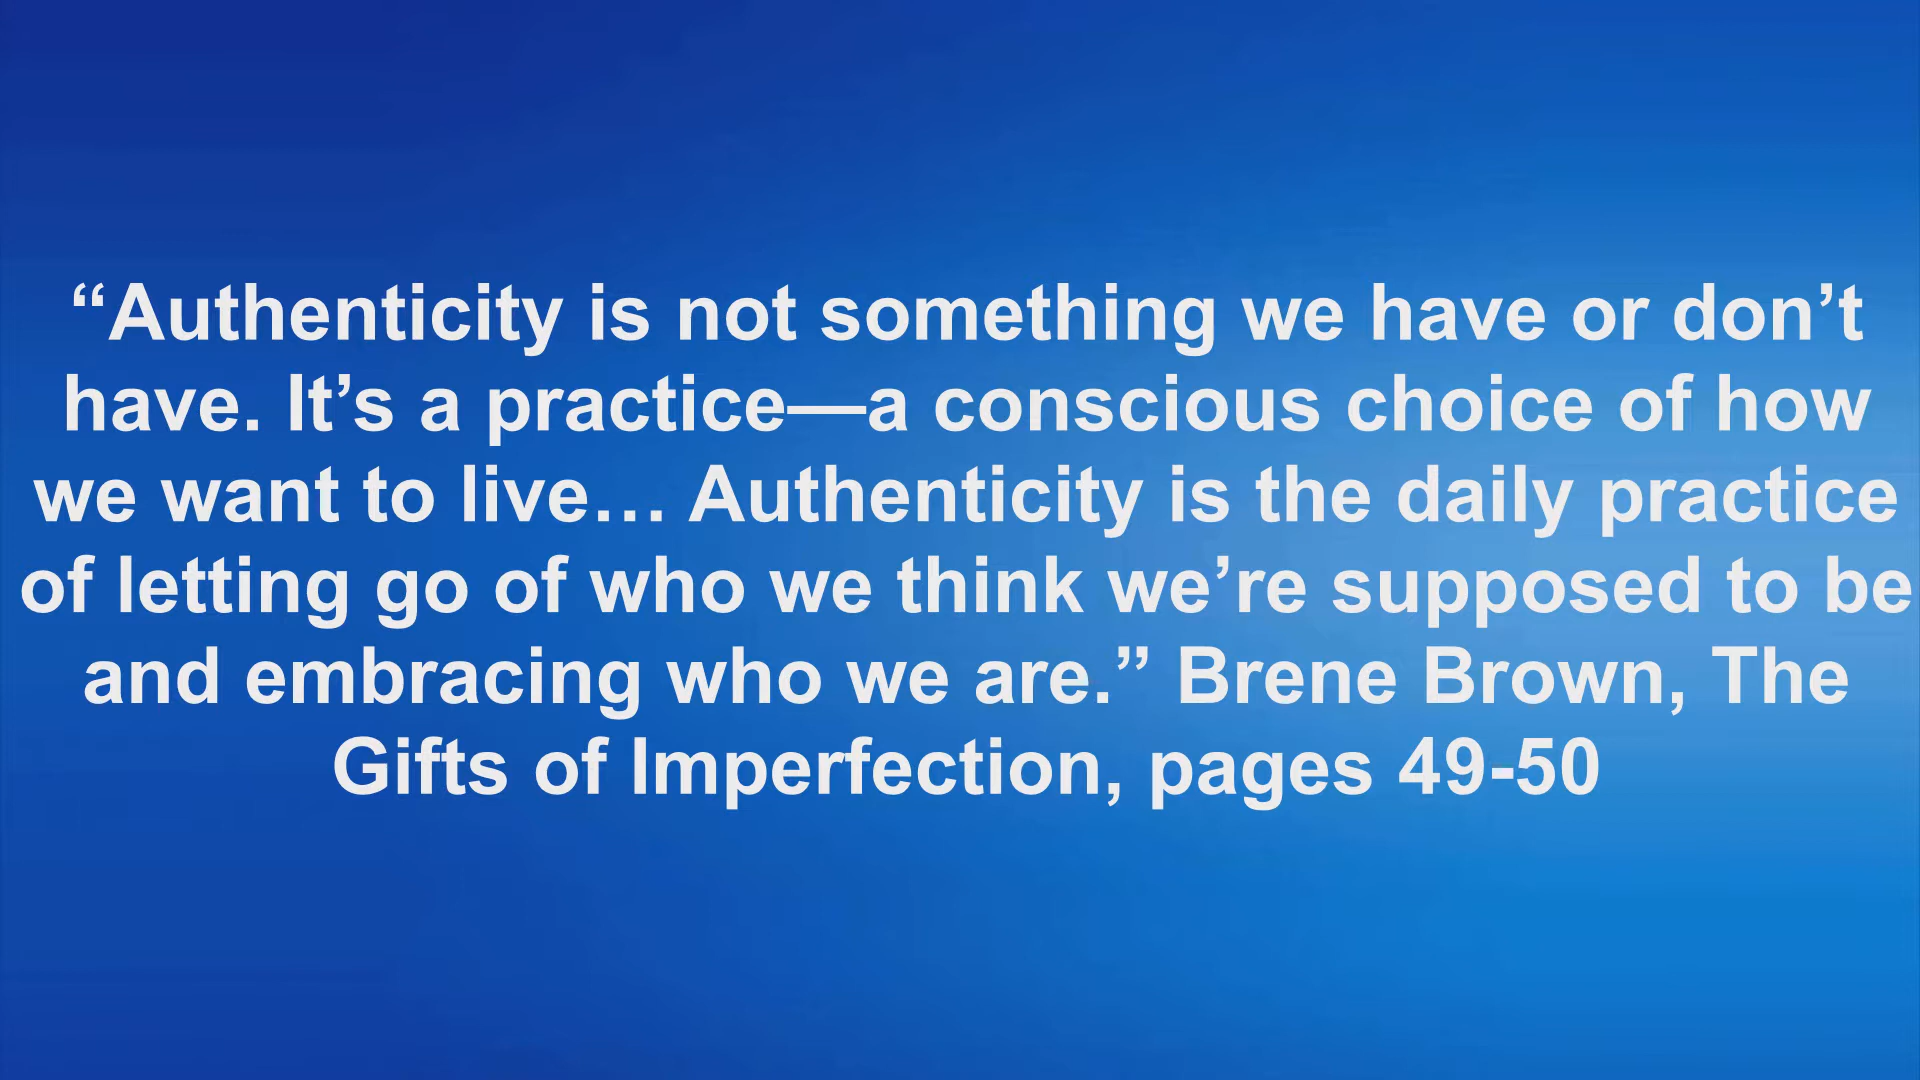 “Authenticity is not something we have or don’t
have. It’s a practice—a conscious choice of how
we want to live… Authenticity is the daily practice
of letting go of who we think we’re supposed to be
and embracing who we are.” Brene Brown, The
Gifts of Imperfection, pages 49-50